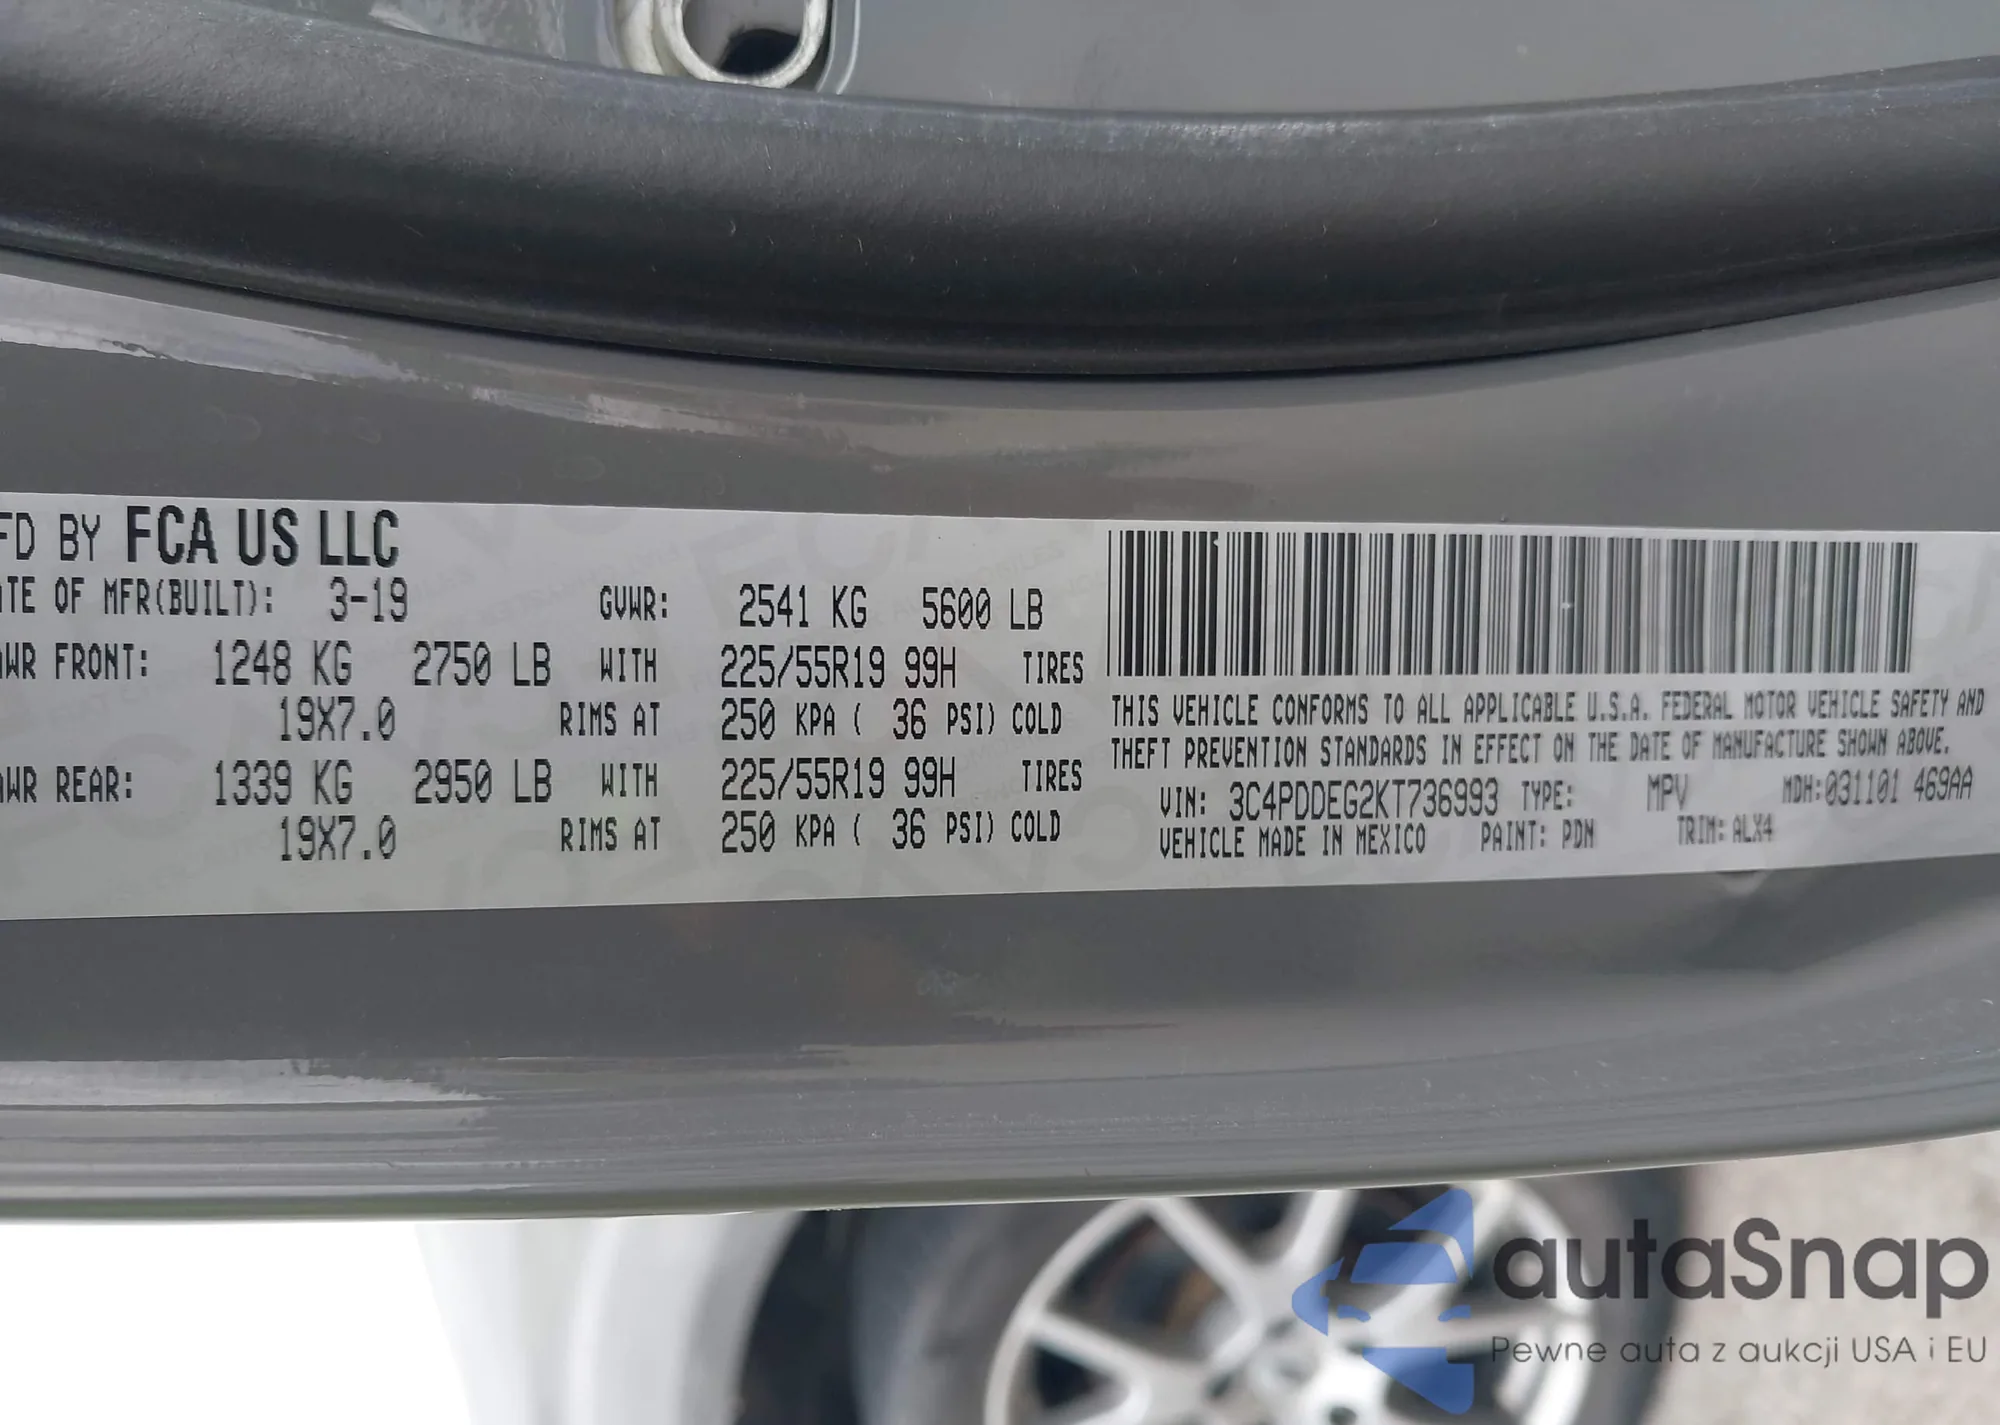 FD BY FCA US LLC
ATE OF MFR(BUILT): 3-19 GVWR: 2541 KG 5600 LB
AWR FRONT: 1248 KG 2750 LB WITH 225/55R19 99H TIRES
19X7.0 RIMS AT 250 KPA ( 36 PSI) COLD
AWR REAR: 1339 KG 2950 LB WITH 225/55R19 99H TIRES
19X7.0 RIMS AT 250 KPA ( 36 PSI) COLD
THIS VEHICLE CONFORMS TO ALL APPLICABLE U.S.A. FEDERAL MOTOR VEHICLE SAFETY AND
THEFT PREVENTION STANDARDS IN EFFECT ON THE DATE OF MANUFACTURE SHOWN ABOVE.
VIN: 3C4PDDEG2KT736993 TYPE: MPV MDH:031101 469AA
VEHICLE MADE IN MEXICO PAINT: PDN TRIM: ALX4
autaSnap
Pewne auta z aukcji USA i EU